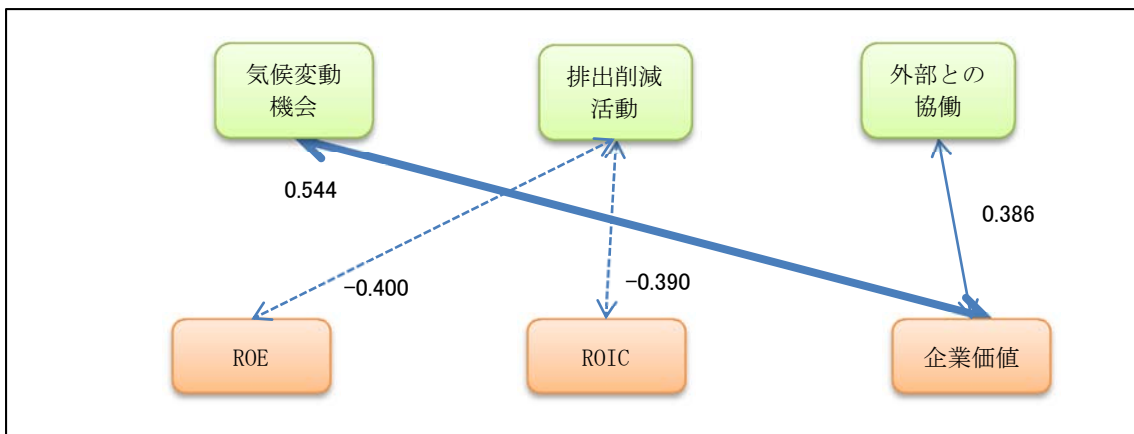 気候変動
機会
排出削減
活動
外部との
協働
0.544
0.386
-0.400
-0.390
ROE
ROIC
企業価値